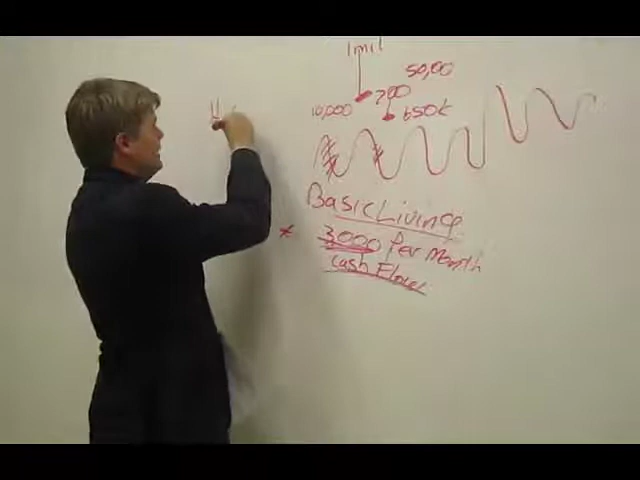 1mil
50,00
700
10,000
650k
Basic Living
* 3000 Per Month
Cash Flow